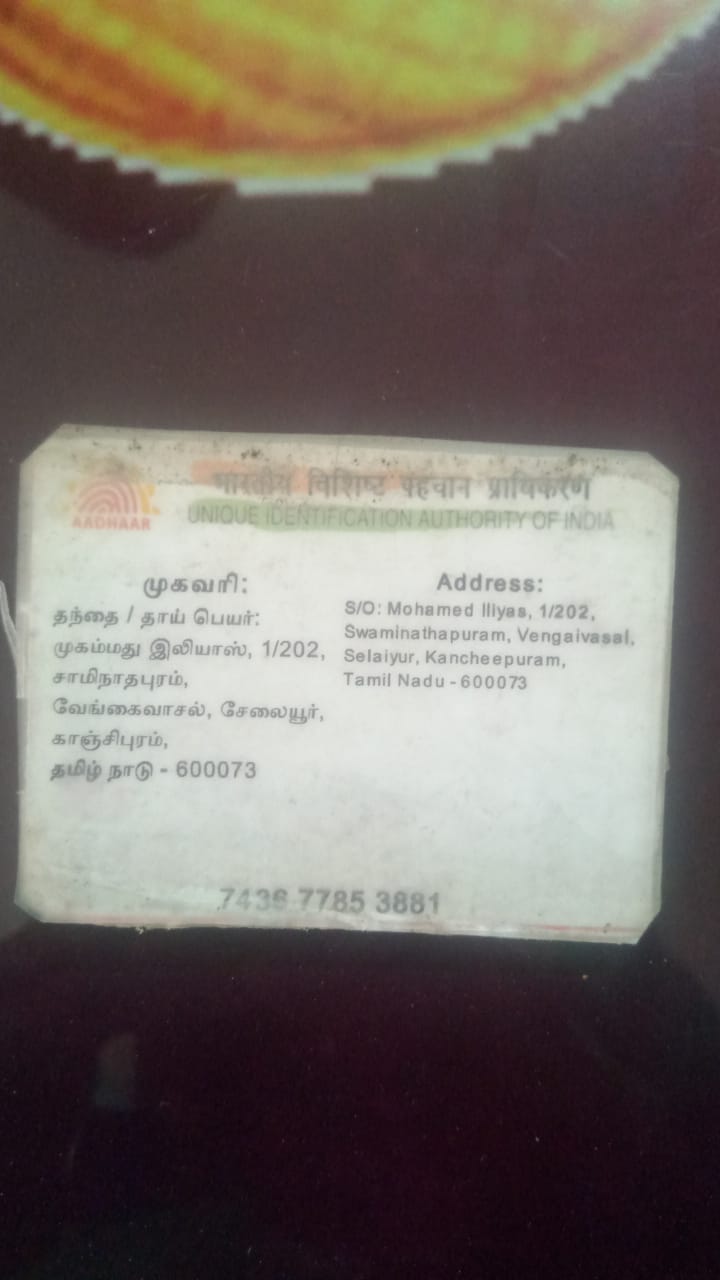 भारतीय विशिष्ट पहचान प्राधिकरण
AADHAAR
UNIQUE IDENTIFICATION AUTHORITY OF INDIA
முகவரி:
தந்தை / தாய் பெயர்:
முகம்மது இலியாஸ், 1/202,
சாமிநாதபுரம்,
வேங்கைவாசல், சேலையூர்,
காஞ்சிபுரம்,
தமிழ் நாடு - 600073
Address:
S/O: Mohamed Illiyas, 1/202,
Swaminathapuram, Vengaivasal,
Selaiyur, Kancheepuram,
Tamil Nadu - 600073
7436 7785 3881